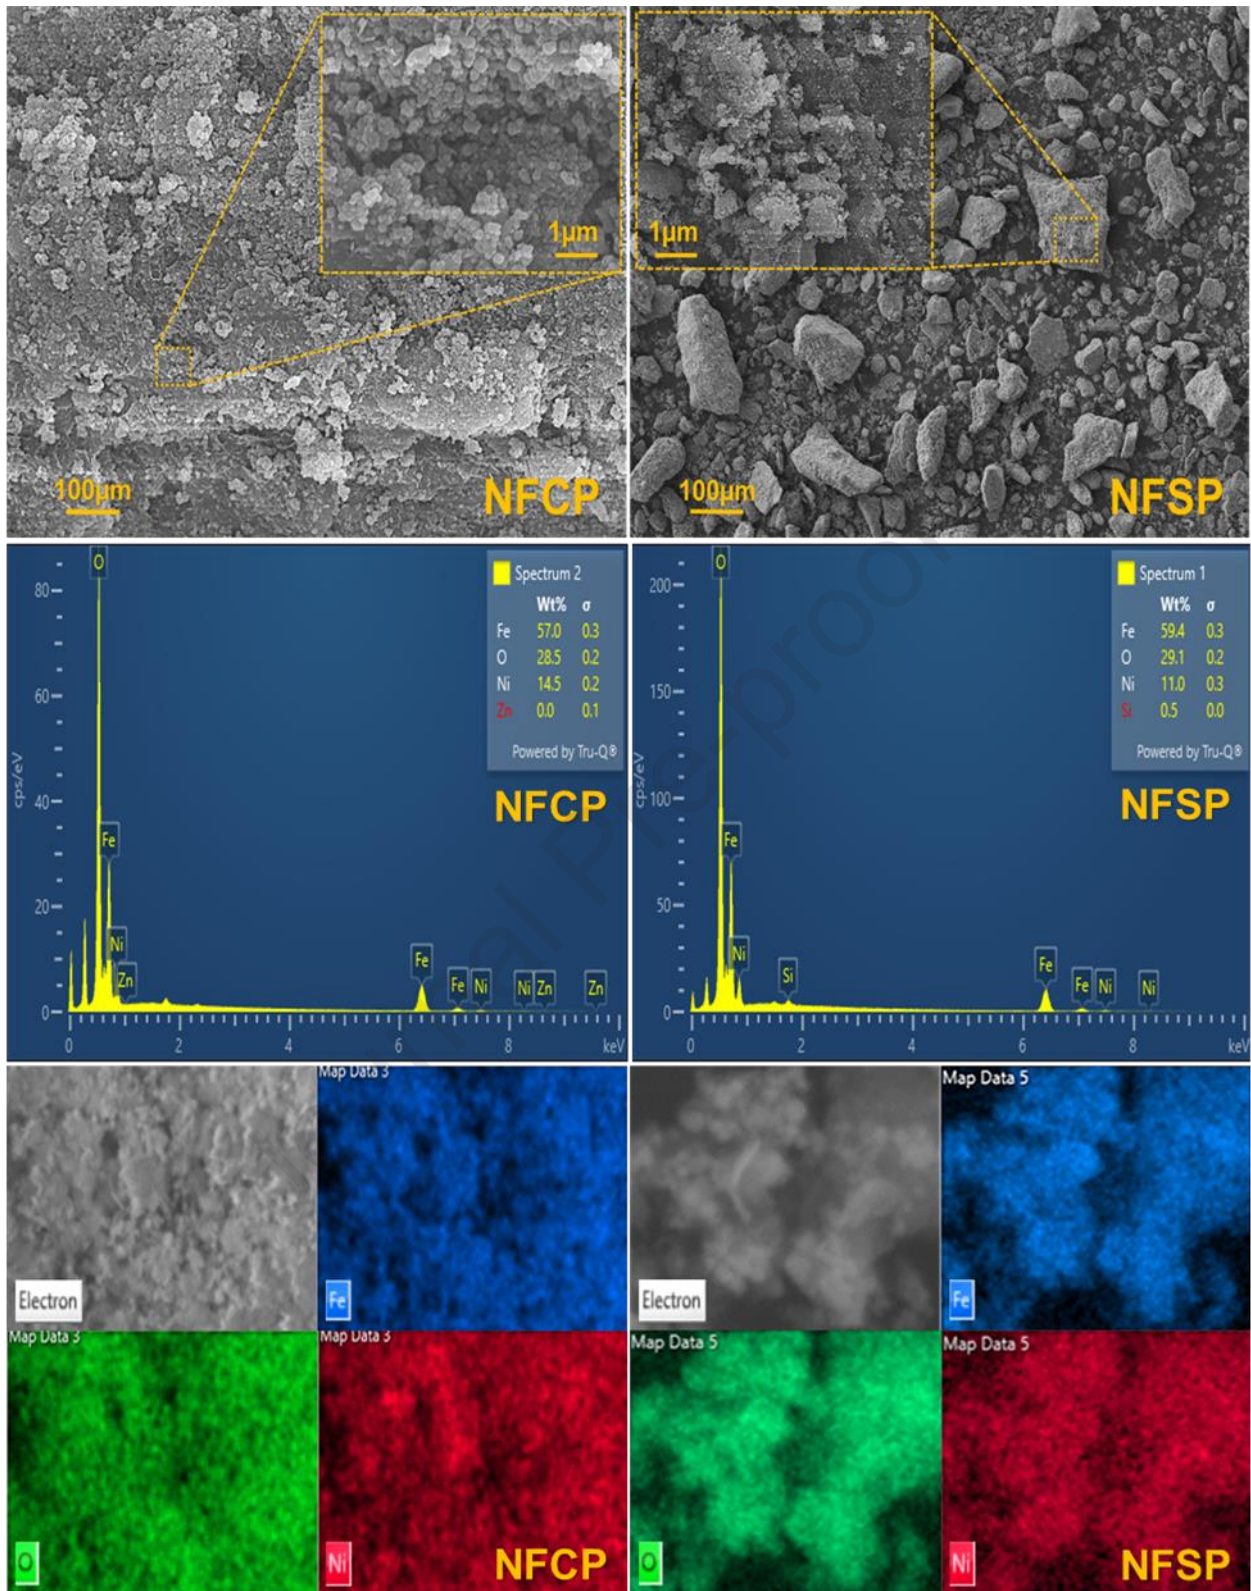 1µm
100µm
NFCP
1µm
100µm
NFSP
O
Spectrum 2
Wt% σ
Fe 57.0 0.3
O 28.5 0.2
Ni 14.5 0.2
Zn 0.0 0.1
Powered by Tru-Q®
NFCP
80
60
40
20
0
cps/eV
Fe
Ni
Zn
Fe
Fe
Ni
Ni
Zn
Zn
0 2 4 6 8 keV
O
Spectrum 1
Wt% σ
Fe 59.4 0.3
O 29.1 0.2
Ni 11.0 0.3
Si 0.5 0.0
Powered by Tru-Q®
NFSP
200
150
100
50
0
cps/eV
Fe
Ni
Si
Fe
Fe
Ni
Ni
0 2 4 6 8 keV
Electron
Map Data 3
Fe
Map Data 3
O
Map Data 3
Ni
NFCP
Electron
Map Data 5
Fe
Map Data 5
O
Map Data 5
Ni
NFSP